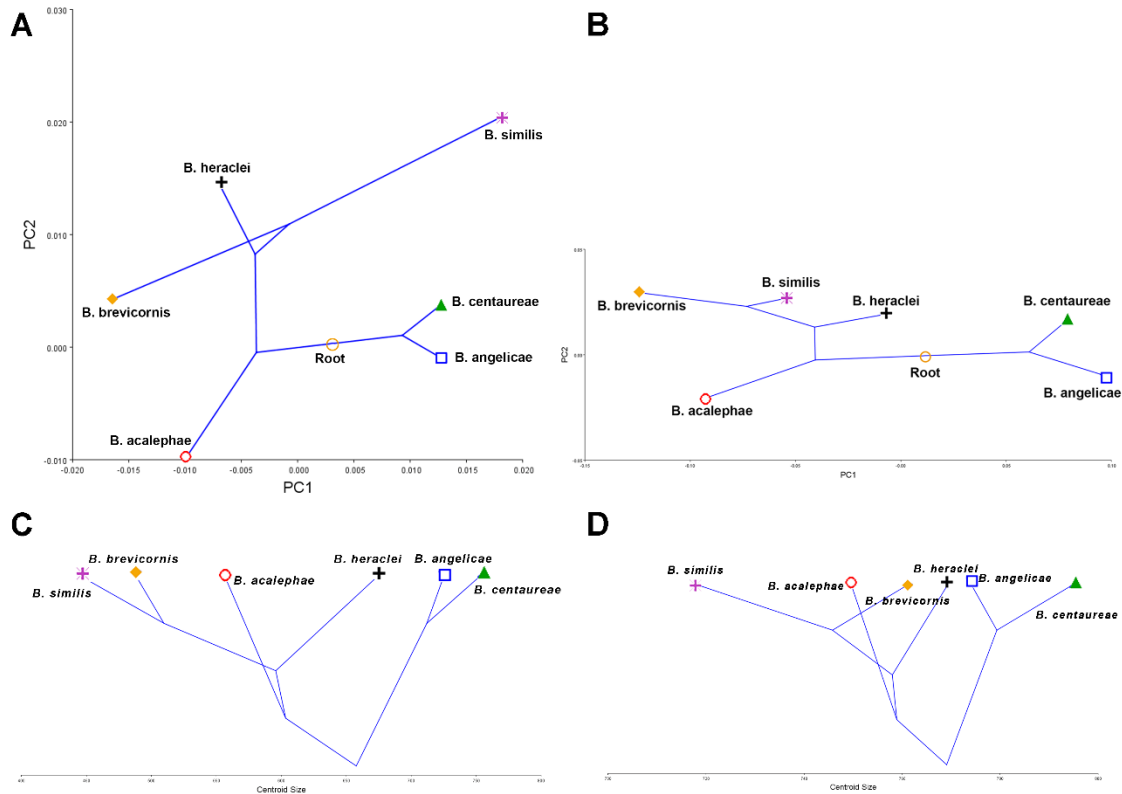 A
0.030
0.020
0.010
0.000
-0.010
PC2
B. similis
B. heraclei
B. brevicornis
B. centaureae
B. angelicae
Root
B. acalephae
-0.020
-0.015
-0.010
-0.005
0.000
0.005
0.010
0.015
0.020
PC1
B
PC2
B. similis
B. brevicornis
B. heraclei
B. centaureae
Root
B. angelicae
B. acalephae
PC1
C
B. brevicornis
B. similis
B. acalephae
B. heraclei
B. angelicae
B. centaureae
Centroid Size
D
B. similis
B. acalephae
B. brevicornis
B. heraclei
B. angelicae
B. centaureae
Centroid Size